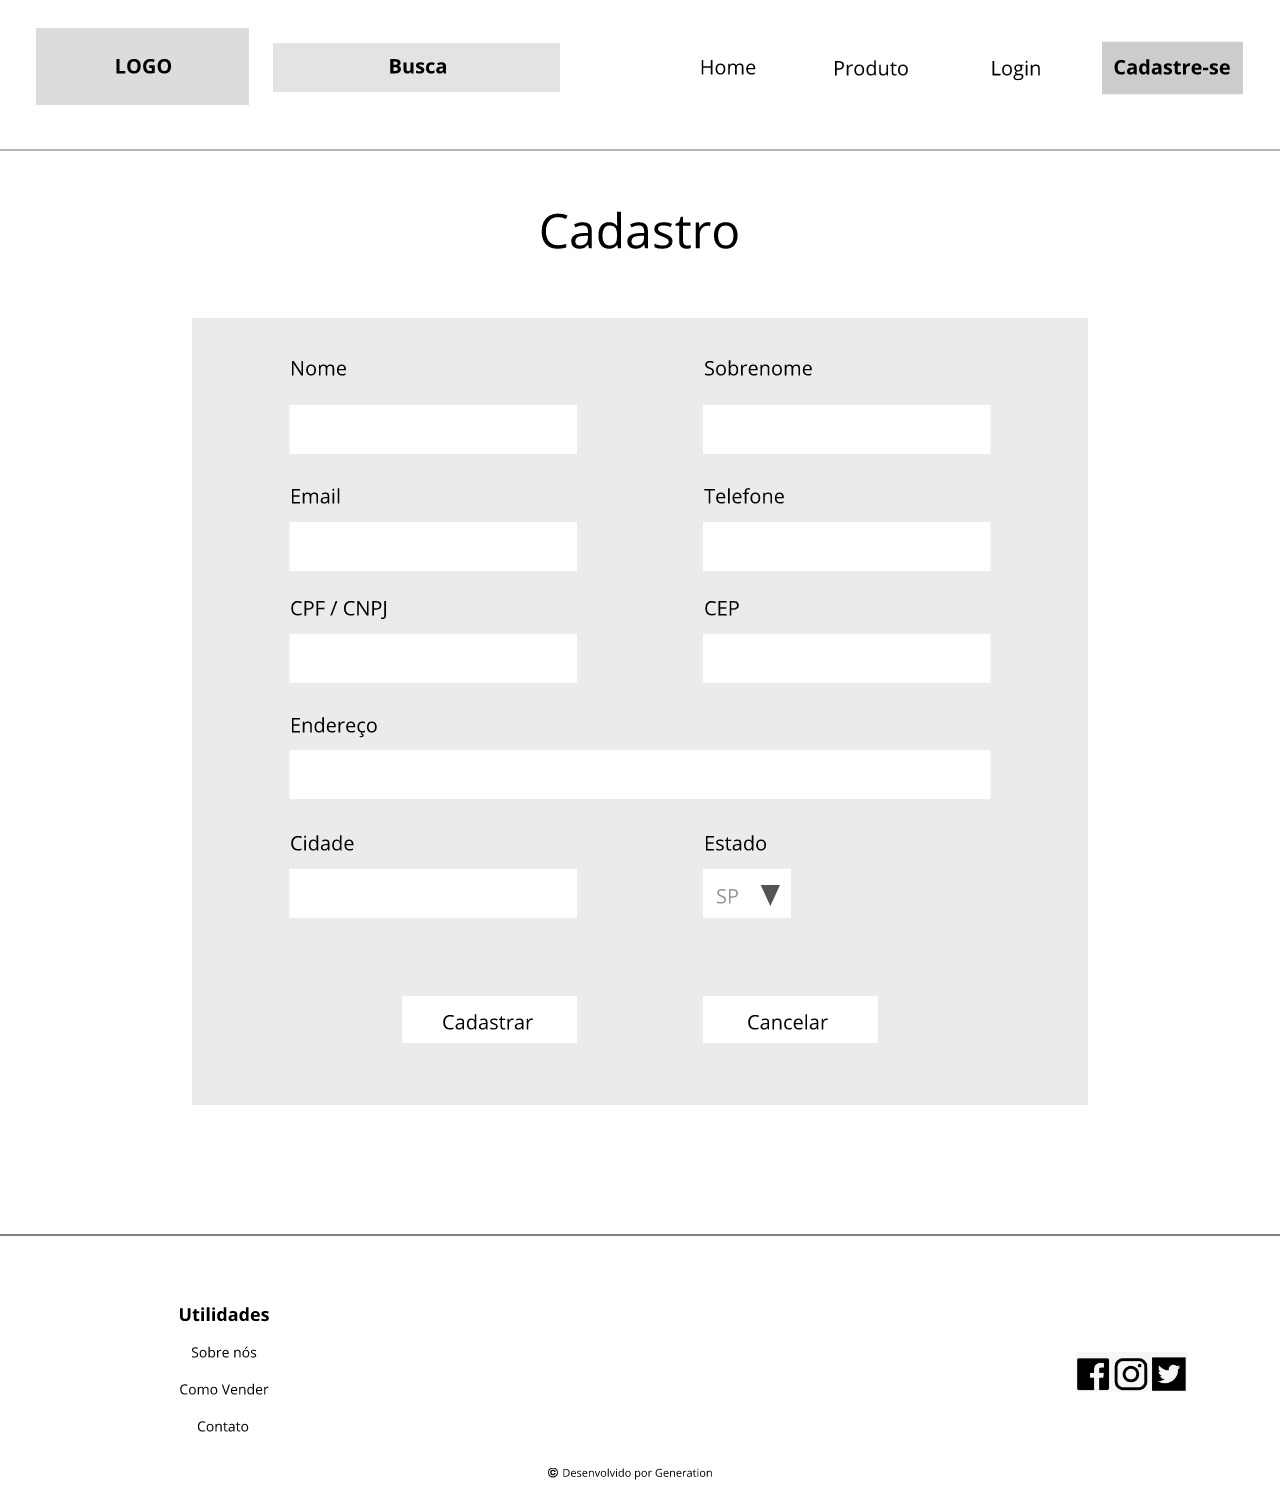 LOGO
Busca
Home
Produto
Login
Cadastre-se
Cadastro
Nome
Sobrenome
Email
Telefone
CPF / CNPJ
CEP
Endereço
Cidade
Estado
SP
Cadastrar
Cancelar
Utilidades
Sobre nós
Como Vender
Contato
© Desenvolvido por Generation